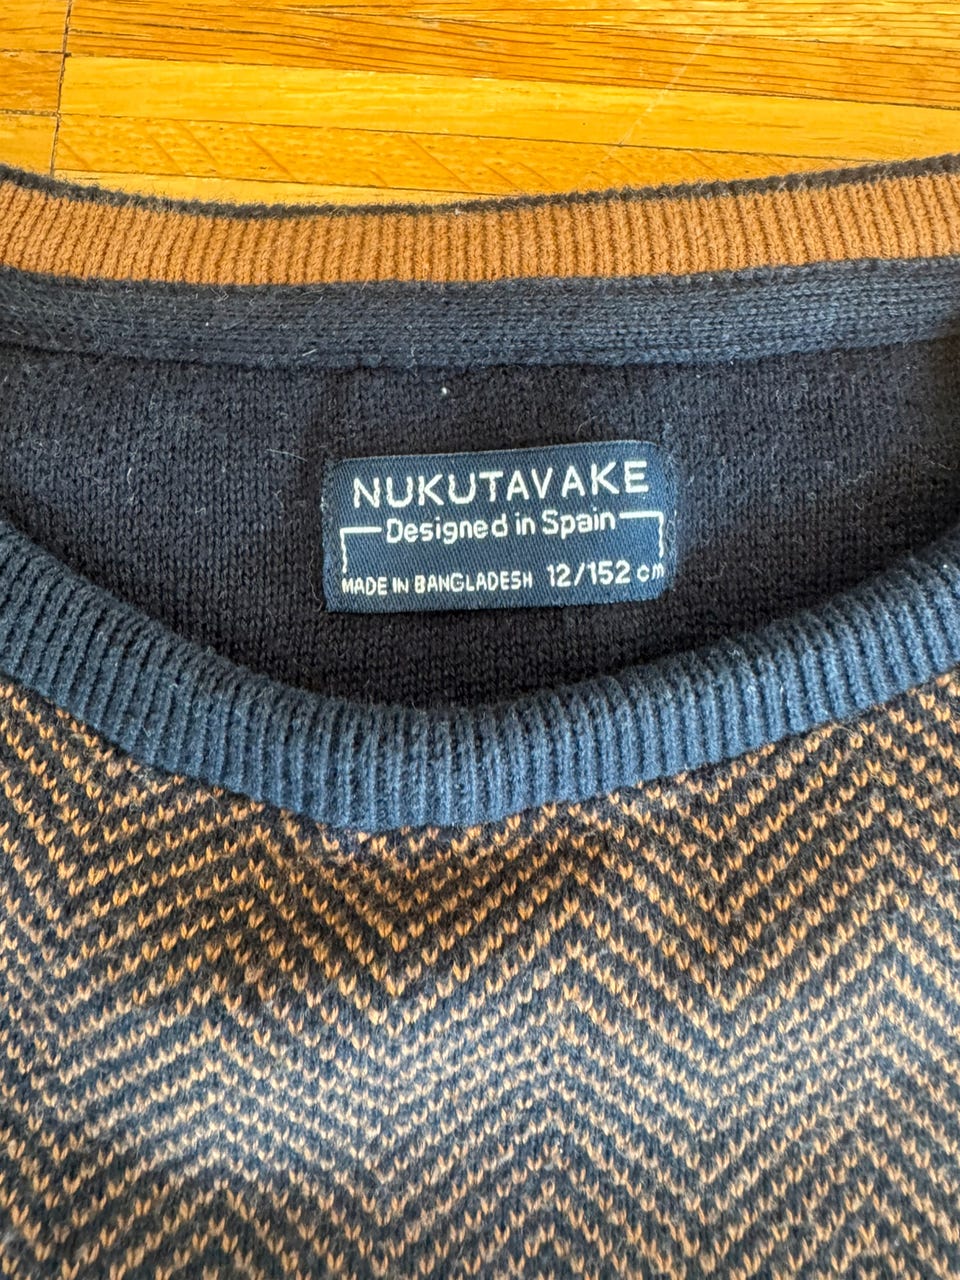 NUKUTAVAKE
Designed in Spain
MADE IN BANGLADESH 12/152 cm